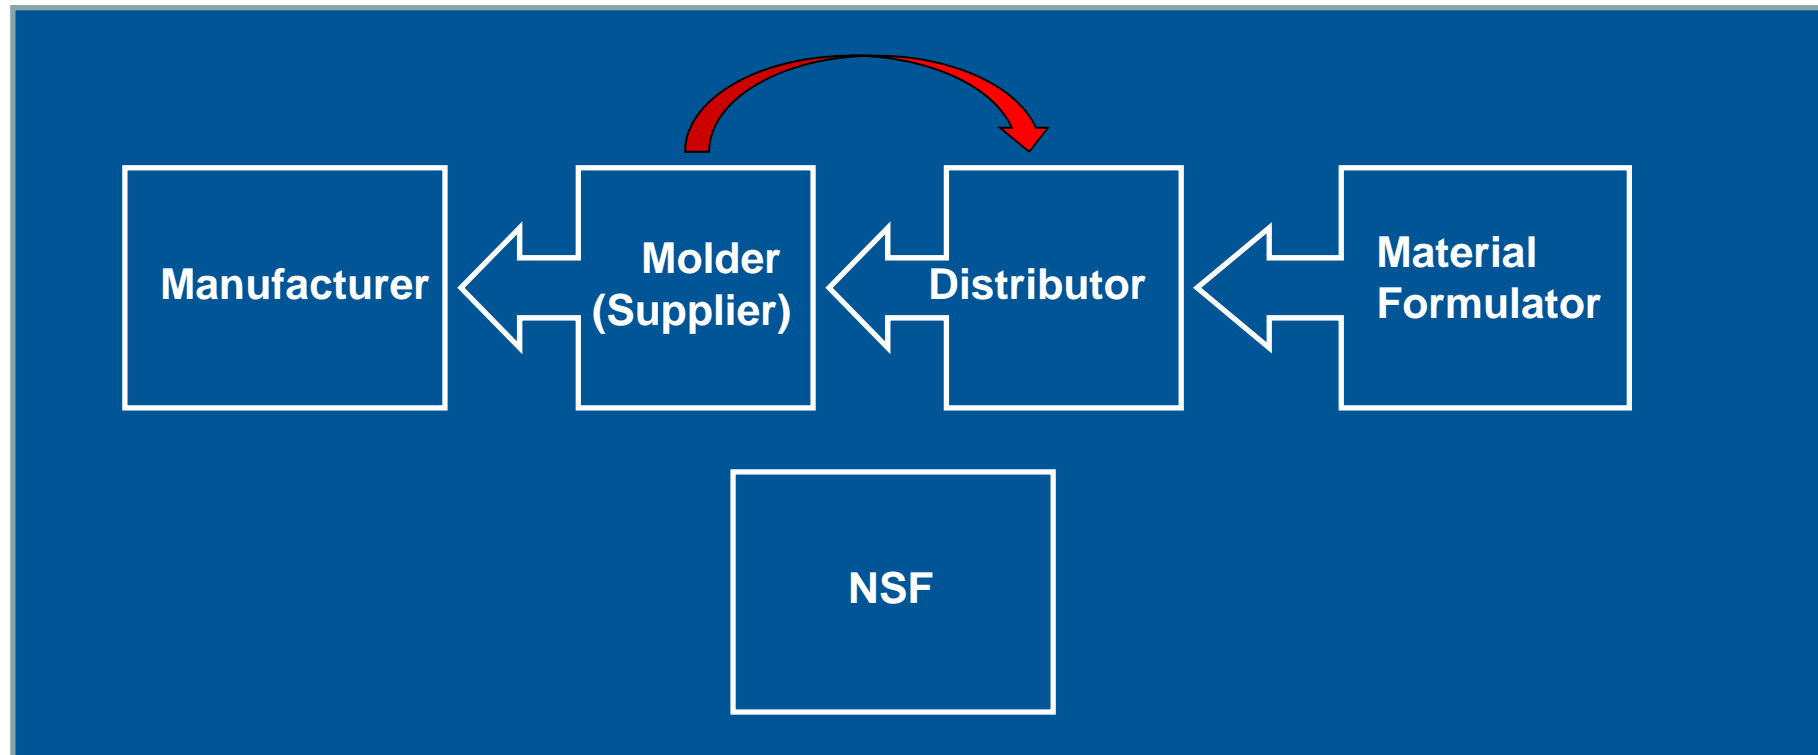 Manufacturer
Molder
(Supplier)
Distributor
Material
Formulator
NSF